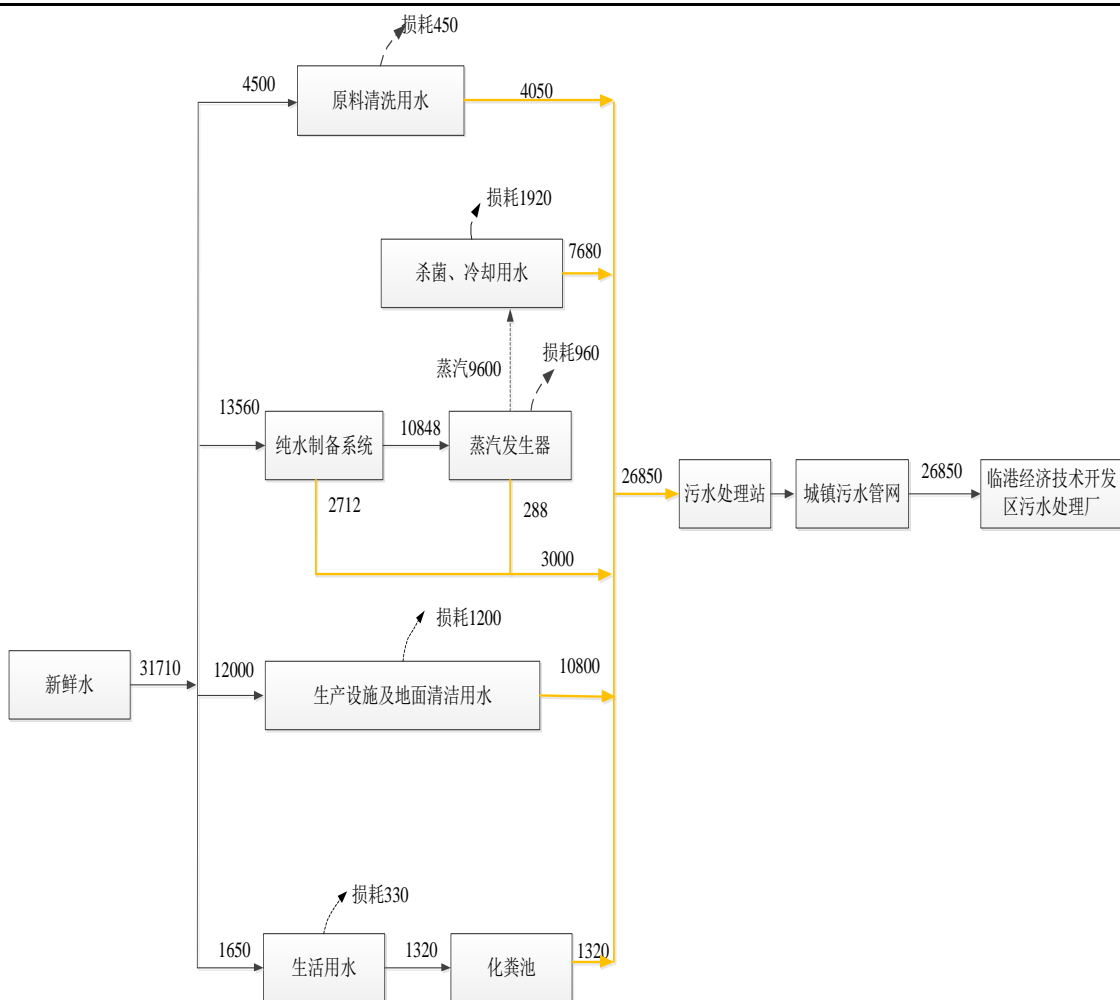 损耗450
4500
原料清洗用水
4050
损耗1920
杀菌、冷却用水
7680
蒸汽9600
损耗960
13560
纯水制备系统
10848
蒸汽发生器
2712
288
3000
26850
污水处理站
城镇污水管网
26850
临港经济技术开发
区污水处理厂
损耗1200
新鲜水
31710
12000
生产设施及地面清洁用水
10800
损耗330
1650
生活用水
1320
化粪池
1320